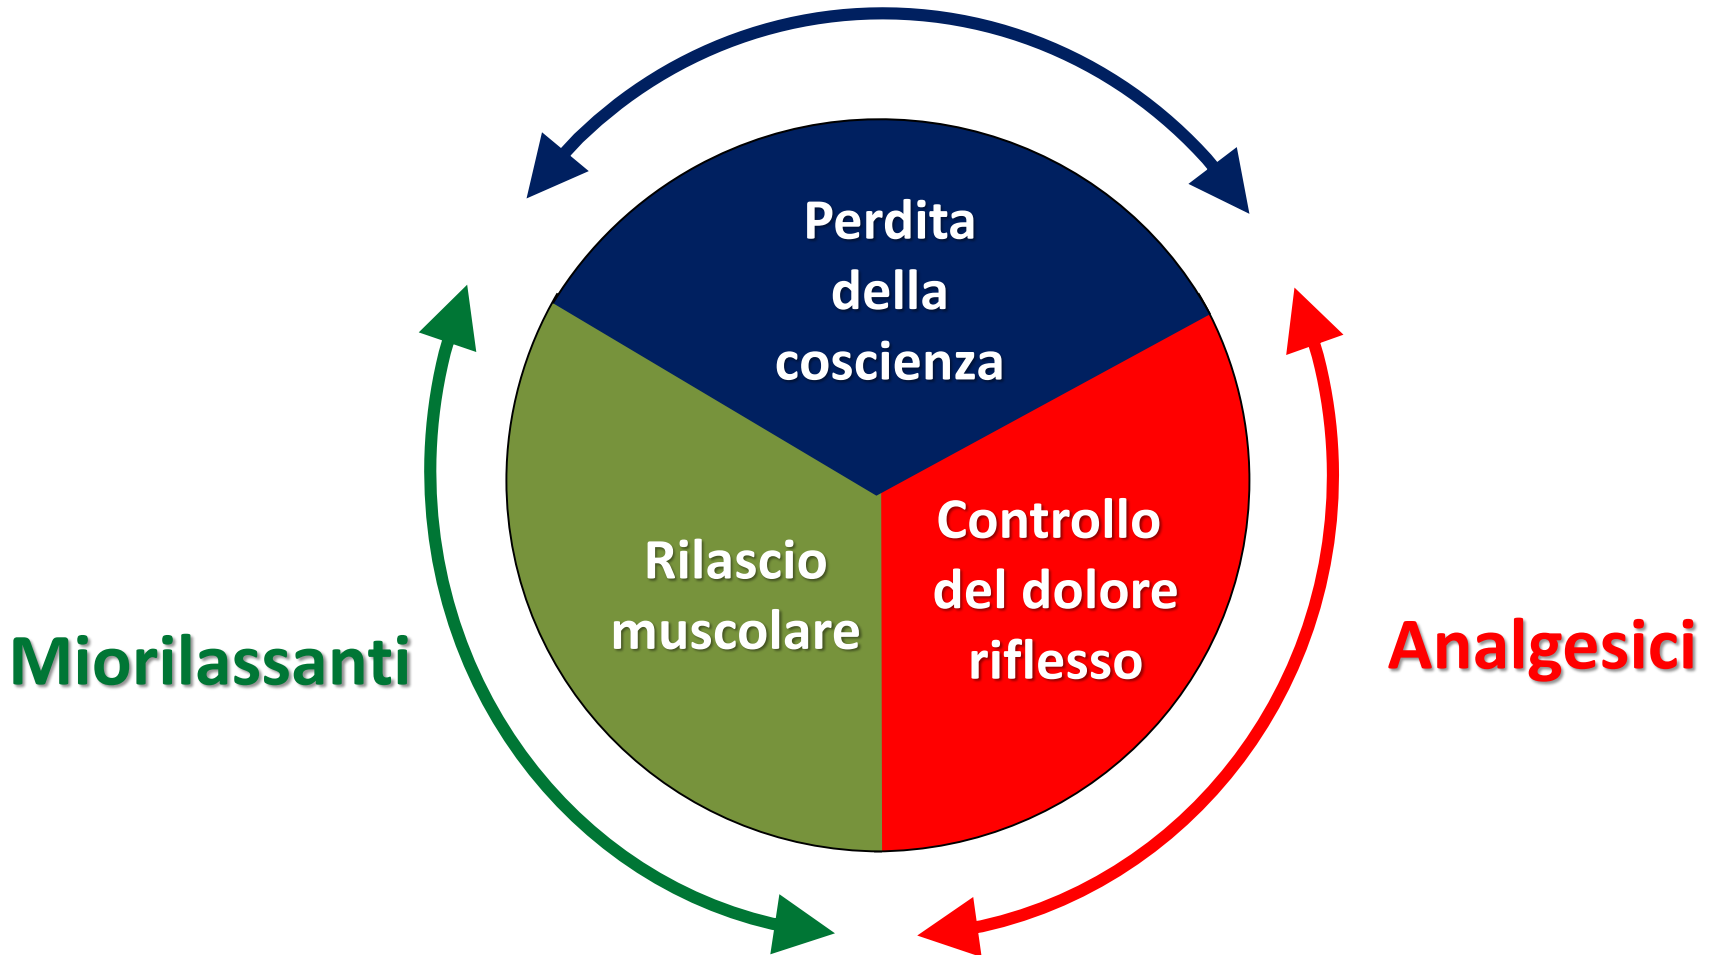 Perdita
della
coscienza
Rilascio
muscolare
Controllo
del dolore
riflesso
Miorilassanti
Analgesici